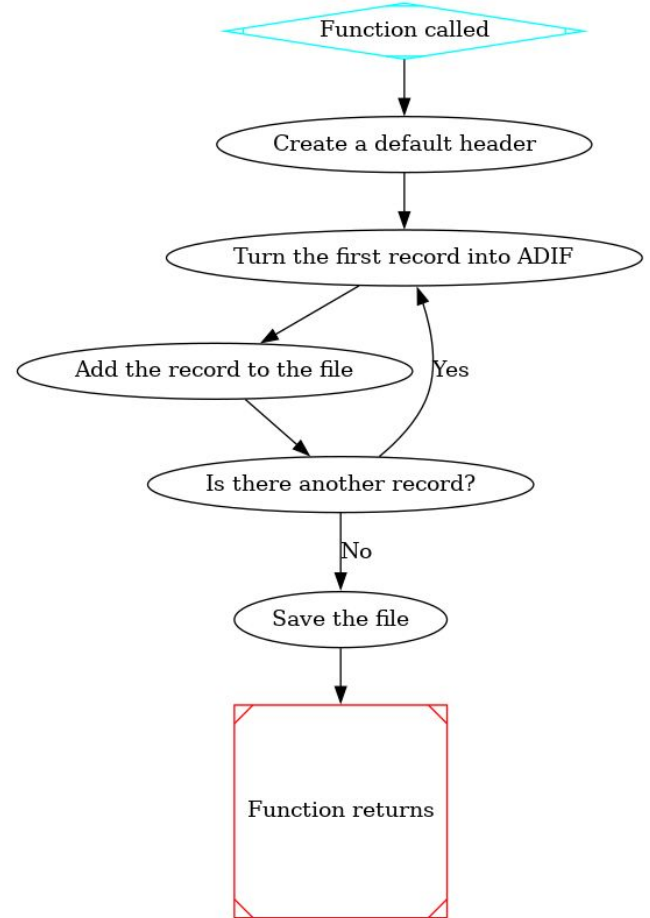 Function called
Create a default header
Turn the first record into ADIF
Add the record to the file
Yes
Is there another record?
No
Save the file
Function returns